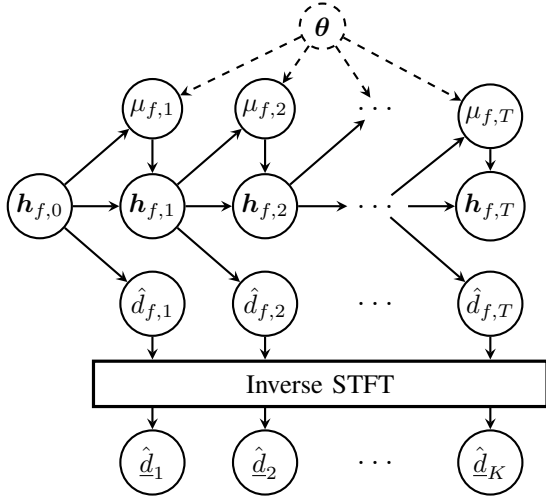 θ
μ_{f,1} μ_{f,2} · · · μ_{f,T}
h_{f,0} h_{f,1} h_{f,2} · · · h_{f,T}
d̂_{f,1} d̂_{f,2} · · · d̂_{f,T}
Inverse STFT
d̲̂_1 d̲̂_2 · · · d̲̂_K